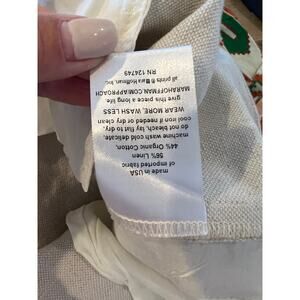 made in USA
of imported fabric
56% Linen
44% Organic Cotton
machine wash cold delicate.
do not bleach. lay flat to dry.
cool iron if needed or dry clean
WEAR MORE, WASH LESS
give this piece a long life.
MARAHOFFMAN.COM/APPROACH
all prints © Mara Hoffman, Inc.
RN 124749